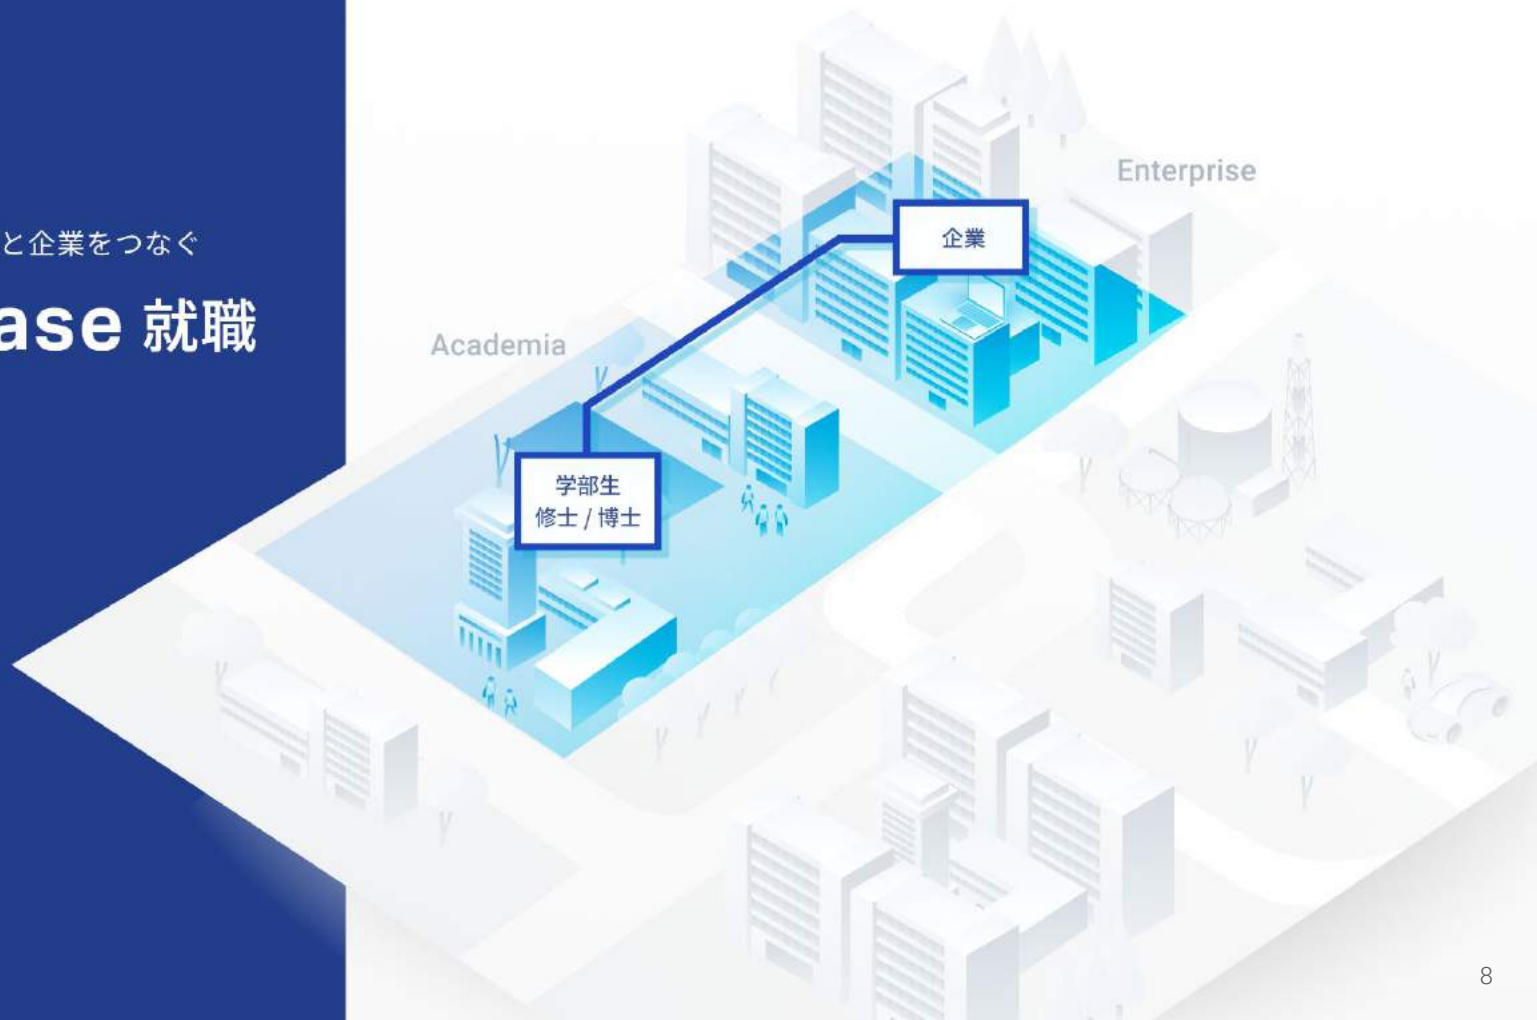 と企業をつなぐ
ase 就職
Enterprise
企業
Academia
学部生
修士 / 博士
8